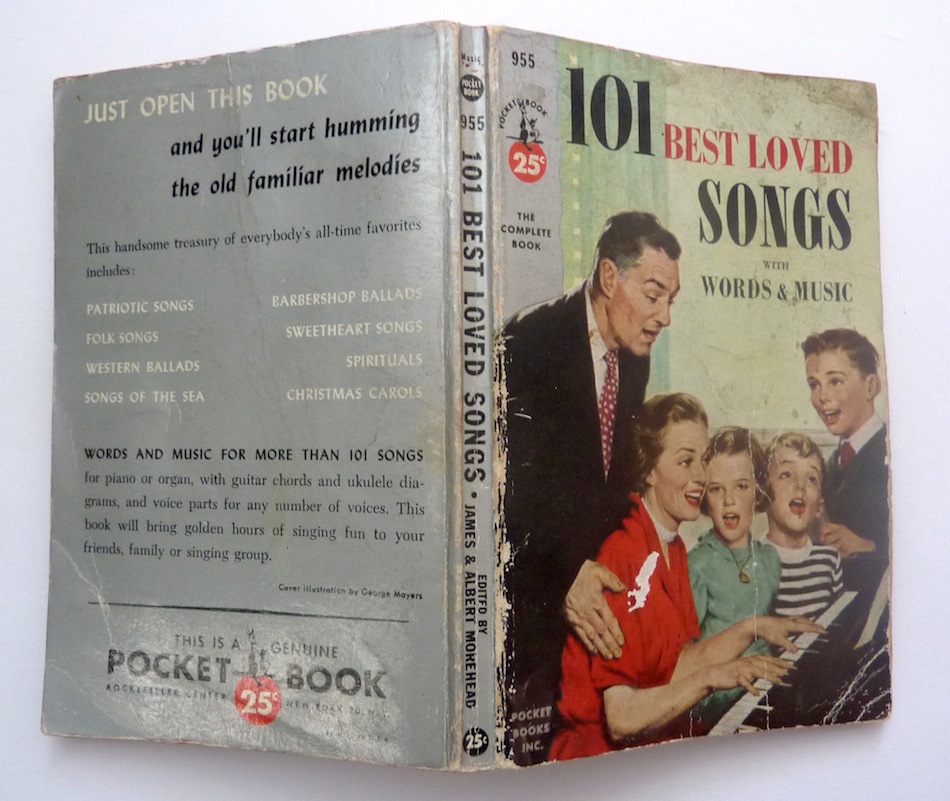 JUST OPEN THIS BOOK
and you'll start humming
the old familiar melodies
This handsome treasury of everybody's all-time favorites
includes:
PATRIOTIC SONGS
FOLK SONGS
WESTERN BALLADS
SONGS OF THE SEA
BARBERSHOP BALLADS
SWEETHEART SONGS
SPIRITUALS
CHRISTMAS CAROLS
WORDS AND MUSIC FOR MORE THAN 101 SONGS
for piano or organ, with guitar chords and ukulele dia-
grams, and voice parts for any number of voices. This
book will bring golden hours of singing fun to your
friends, family or singing group.
Cover illustration by George Mayers
THIS IS A GENUINE
POCKET BOOK
ROCKEFELLER CENTER NEW YORK 20, N.Y.
25c
Music
POCKET
BOOK
955
101 BEST LOVED SONGS • EDITED BY
JAMES & ALBERT MOREHEAD
25c
955
POCKET BOOK
25c
THE
COMPLETE
BOOK
101 BEST LOVED
SONGS
WITH
WORDS & MUSIC
POCKET
BOOKS
INC.